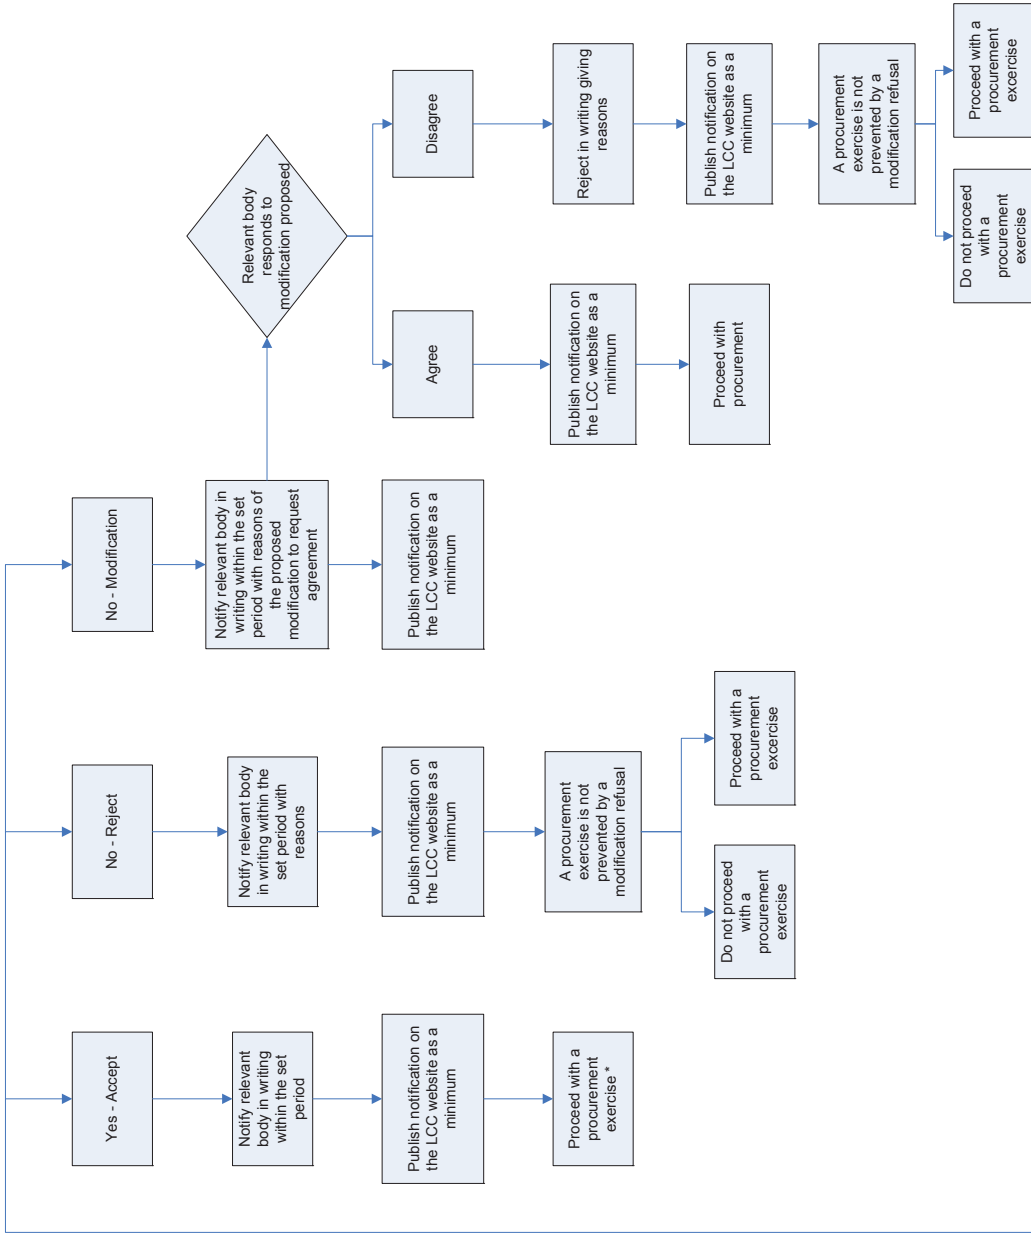 Yes - Accept
Notify relevant
body in writing
within the set
period
Publish notification on
the LCC website as a
minimum
Proceed with a
procurement
exercise *
No - Reject
Notify relevant body
in writing within the
set period with
reasons
Publish notification on
the LCC website as a
minimum
A procurement
exercise is not
prevented by a
modification refusal
Do not proceed
with a
procurement
exercise
Proceed with a
procurement
excercise
No - Modification
Notify relevant body in
writing within the set
period with reasons of
the proposed
modification to request
agreement
Publish notification on
the LCC website as a
minimum
Relevant body
responds to
modification proposed
Agree
Publish notification on
the LCC website as a
minimum
Proceed with
procurement
Disagree
Reject in writing giving
reasons
Publish notification on
the LCC website as a
minimum
A procurement
exercise is not
prevented by a
modification refusal
Do not proceed
with a
procurement
exercise
Proceed with a
procurement
excercise